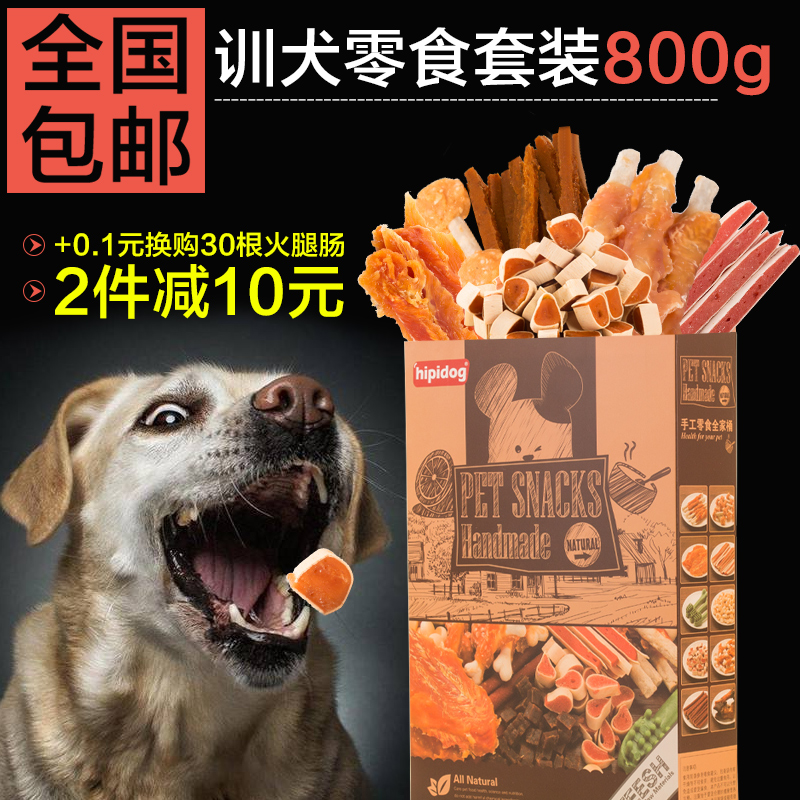 全国
包邮
训犬零食套装800g
+0.1元换购30根火腿肠
2件减10元
hipidog
PET SNACKS
Handmade
NATURAL
PET SNACKS
Handmade
手工零食全家桶
Health for your pet
All Natural